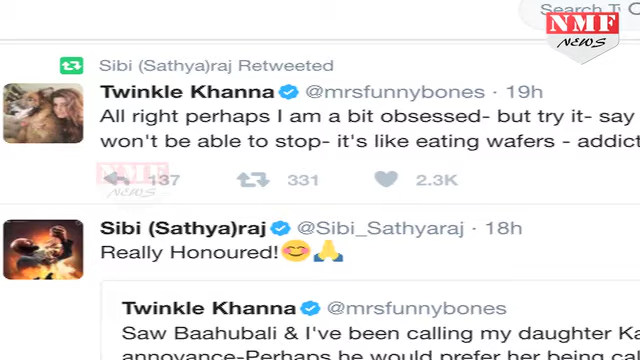 Search T
NMF
NEWS
Sibi (Sathya)raj Retweeted
Twinkle Khanna @mrsfunnybones · 19h
All right perhaps I am a bit obsessed- but try it- say
won't be able to stop- it's like eating wafers - addict
NMF
NEWS
137 331 2.3K
Sibi (Sathya)raj @Sibi_Sathyaraj · 18h
Really Honoured!😊🙏
Twinkle Khanna @mrsfunnybones
Saw Baahubali & I've been calling my daughter Ka
annoyance-Perhaps he would prefer her being cal